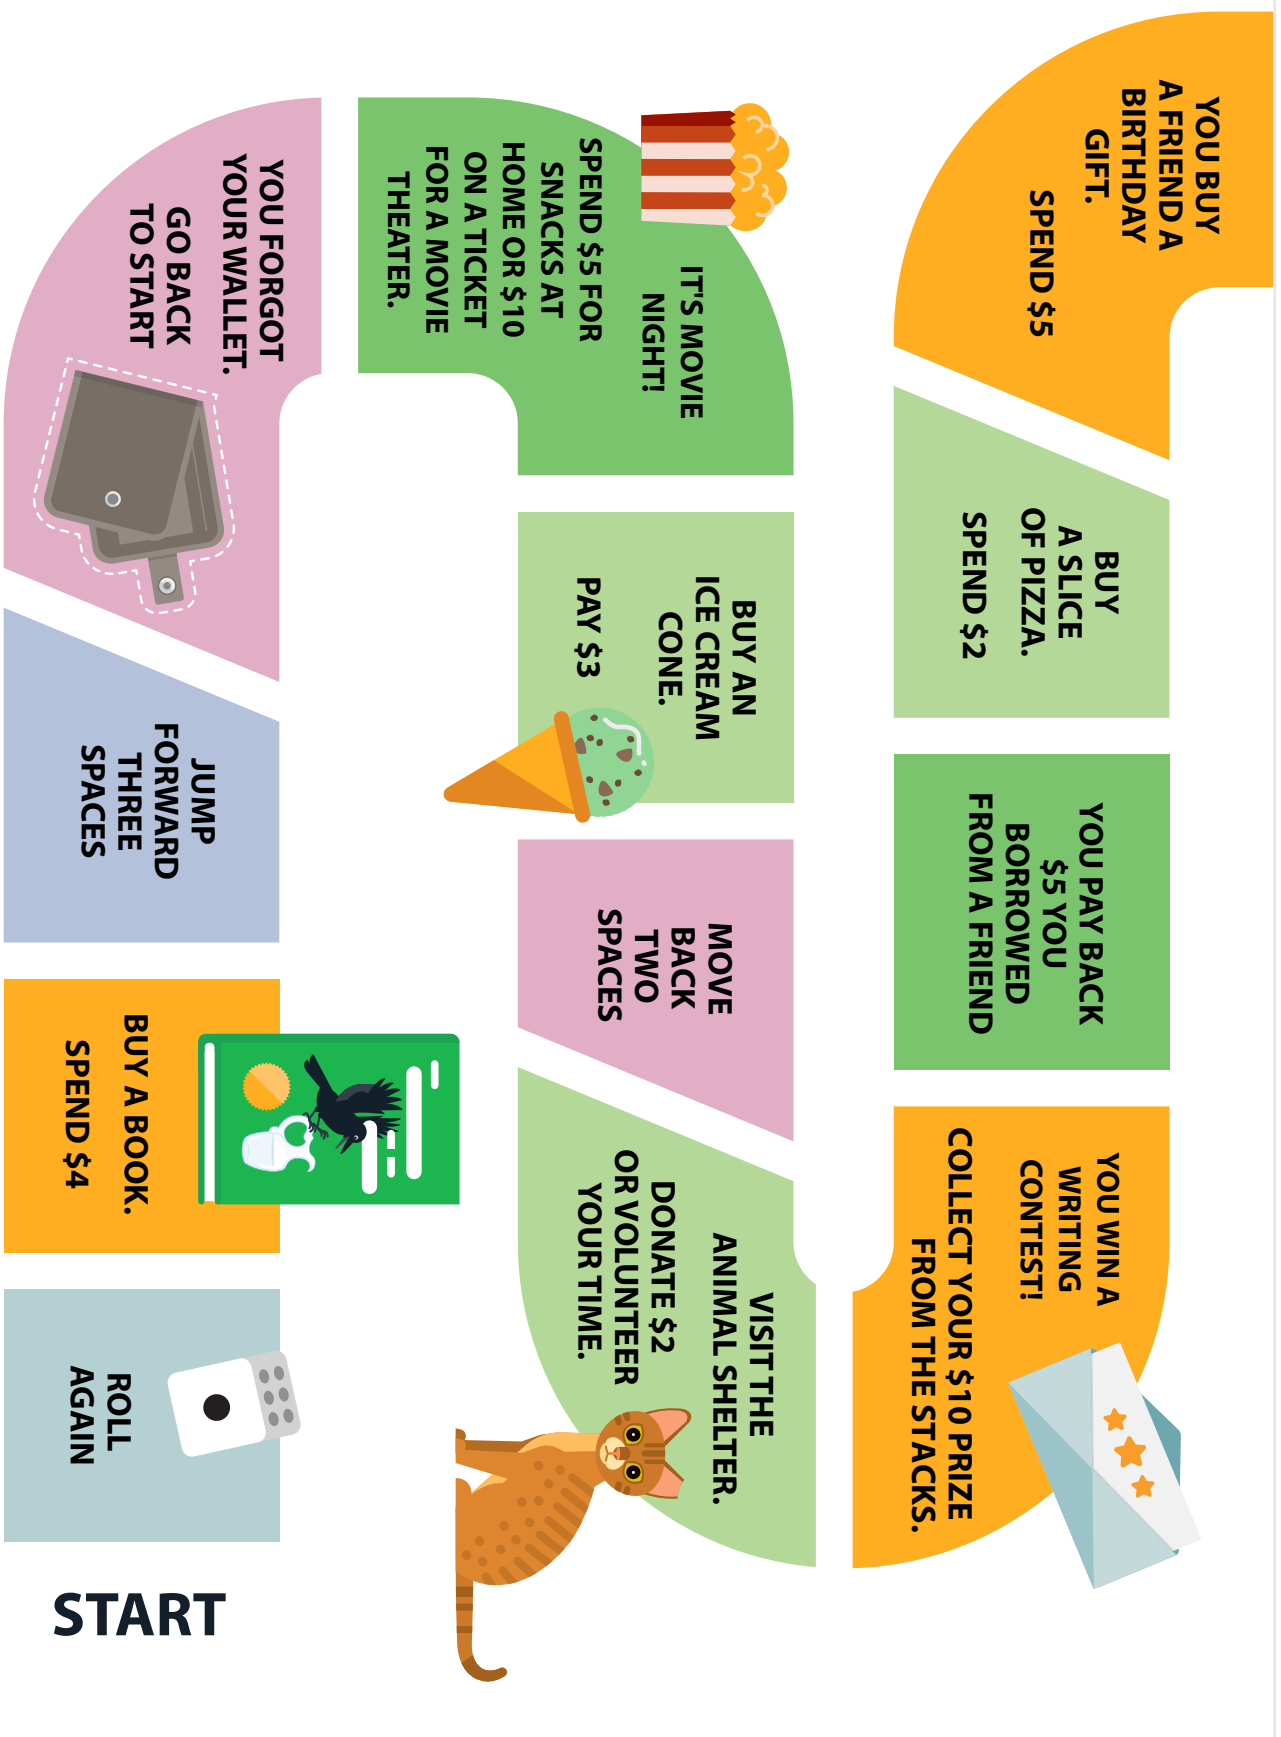 START
ROLL
AGAIN
BUY A BOOK.
SPEND $4
JUMP
FORWARD
THREE
SPACES
YOU FORGOT
YOUR WALLET.
GO BACK
TO START
IT'S MOVIE
NIGHT!
SPEND $5 FOR
SNACKS AT
HOME OR $10
ON A TICKET
FOR A MOVIE
THEATER.
BUY AN
ICE CREAM
CONE.
PAY $3
MOVE
BACK
TWO
SPACES
VISIT THE
ANIMAL SHELTER.
DONATE $2
OR VOLUNTEER
YOUR TIME.
YOU WIN A
WRITING
CONTEST!
COLLECT YOUR $10 PRIZE
FROM THE STACKS.
YOU PAY BACK
$5 YOU
BORROWED
FROM A FRIEND
BUY
A SLICE
OF PIZZA.
SPEND $2
YOU BUY
A FRIEND A
BIRTHDAY
GIFT.
SPEND $5